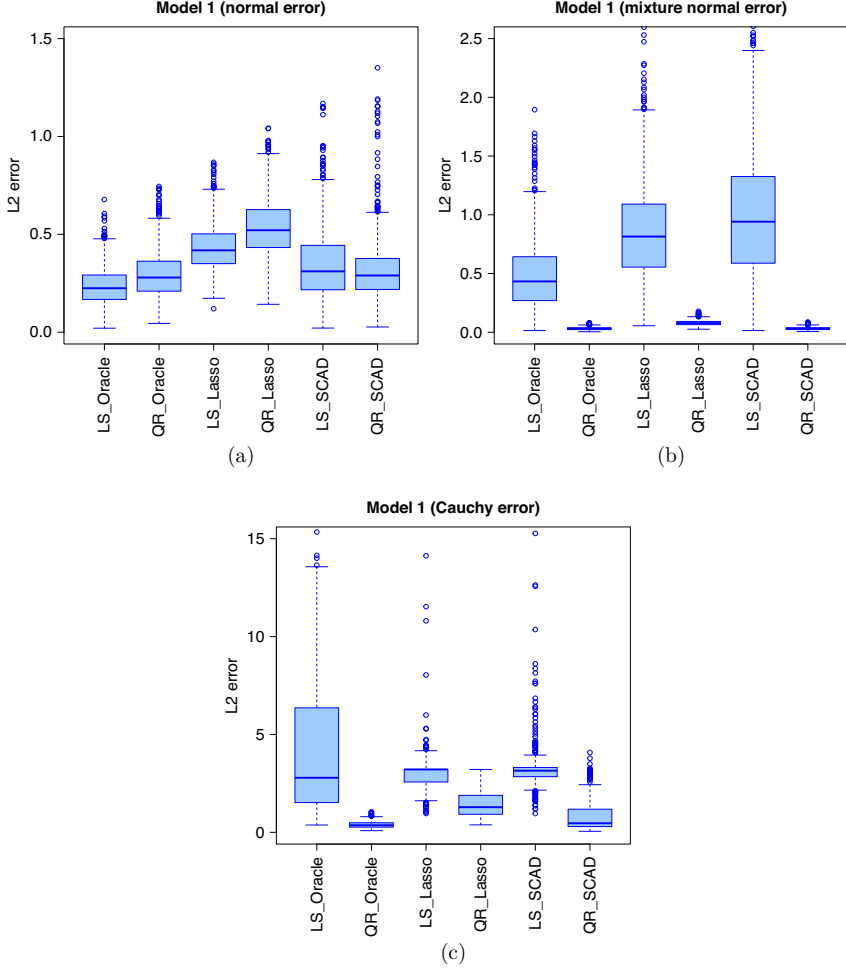 Model 1 (normal error)
L2 error
1.5
1.0
0.5
0.0
LS_Oracle
QR_Oracle
LS_Lasso
QR_Lasso
LS_SCAD
QR_SCAD
(a)
Model 1 (mixture normal error)
L2 error
2.5
2.0
1.5
1.0
0.5
0.0
LS_Oracle
QR_Oracle
LS_Lasso
QR_Lasso
LS_SCAD
QR_SCAD
(b)
Model 1 (Cauchy error)
L2 error
15
10
5
0
LS_Oracle
QR_Oracle
LS_Lasso
QR_Lasso
LS_SCAD
QR_SCAD
(c)